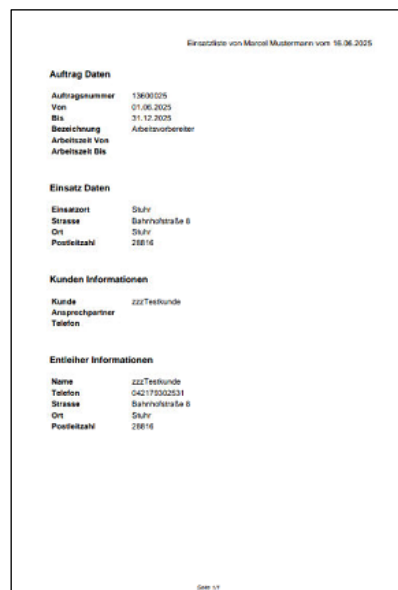 Einsatzliste von Marcel Mustermann vom 16.06.2025
Auftrag Daten
Auftragsnummer 13600025
Von 01.06.2025
Bis 31.12.2025
Bezeichnung Arbeitsvorbereiter
Arbeitszeit Von
Arbeitszeit Bis
Einsatz Daten
Einsatzort Stuhr
Strasse Bahnhofstraße 8
Ort Stuhr
Postleitzahl 28816
Kunden Informationen
Kunde zzzTestkunde
Ansprechpartner
Telefon
Entleiher Informationen
Name zzzTestkunde
Telefon 042179302531
Strasse Bahnhofstraße 8
Ort Stuhr
Postleitzahl 28816
Seite 1/1